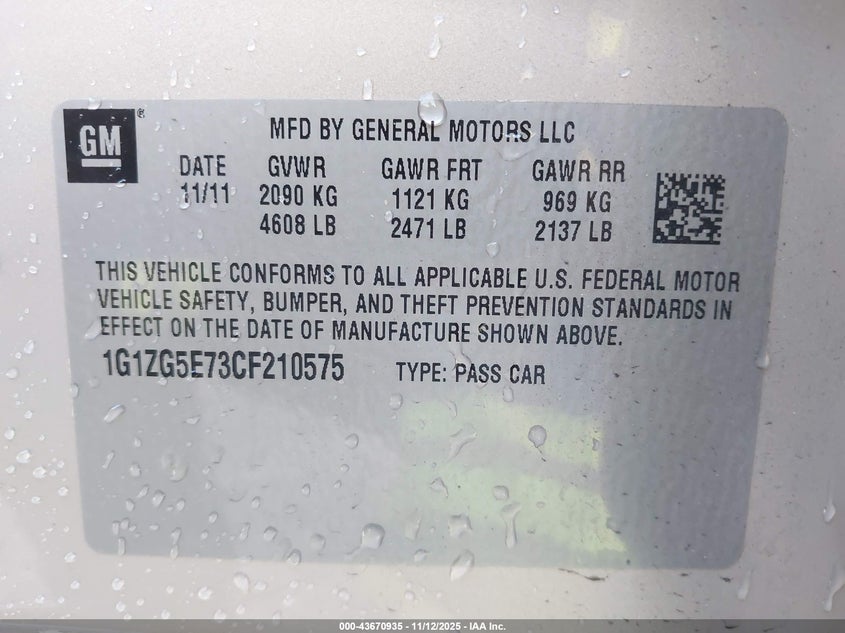 GM ®
MFD BY GENERAL MOTORS LLC
DATE GVWR GAWR FRT GAWR RR
11/11 2090 KG 1121 KG 969 KG
4608 LB 2471 LB 2137 LB
THIS VEHICLE CONFORMS TO ALL APPLICABLE U.S. FEDERAL MOTOR
VEHICLE SAFETY, BUMPER, AND THEFT PREVENTION STANDARDS IN
EFFECT ON THE DATE OF MANUFACTURE SHOWN ABOVE.
1G1ZG5E73CF210575 TYPE: PASS CAR
000-43670935 - 11/12/2025 - IAA Inc.